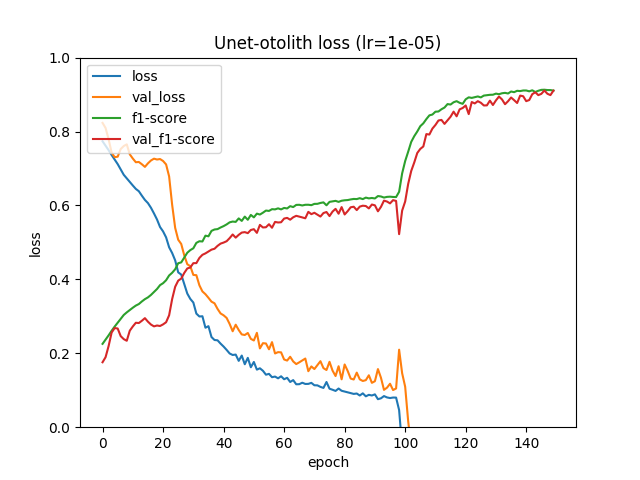 Unet-otolith loss (lr=1e-05)
loss
val_loss
f1-score
val_f1-score
1.0
0.8
0.6
0.4
0.2
0.0
loss
0 20 40 60 80 100 120 140
epoch